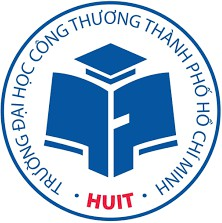 TRƯỜNG ĐẠI HỌC CÔNG THƯƠNG THÀNH PHỐ HỒ CHÍ MINH
HUIT